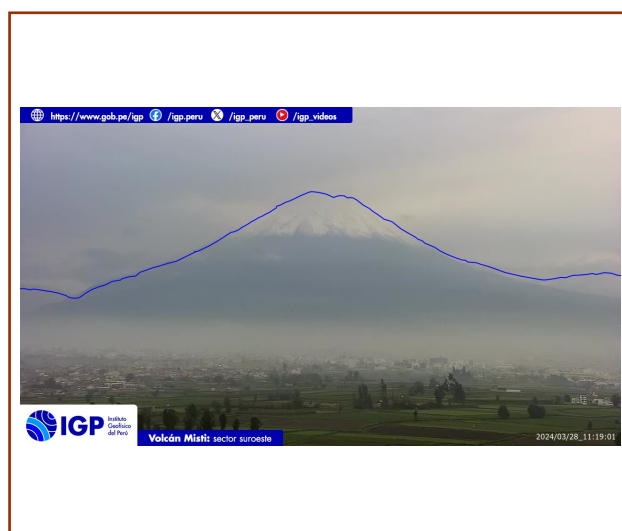 https://www.gob.pe/igp /igp.peru /igp_peru /igp_videos
IGP
Instituto
Geofísico
del Perú
Volcán Misti: sector suroeste
2024/03/28_11:19:01